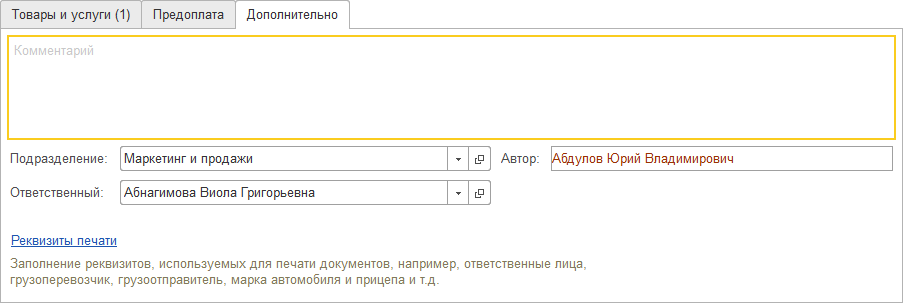 Товары и услуги (1) Предоплата Дополнительно
Комментарий
Подразделение: Маркетинг и продажи Автор: Абдулов Юрий Владимирович
Ответственный: Абнагимова Виола Григорьевна
Реквизиты печати
Заполнение реквизитов, используемых для печати документов, например, ответственные лица,
грузоперевозчик, грузоотправитель, марка автомобиля и прицепа и т.д.